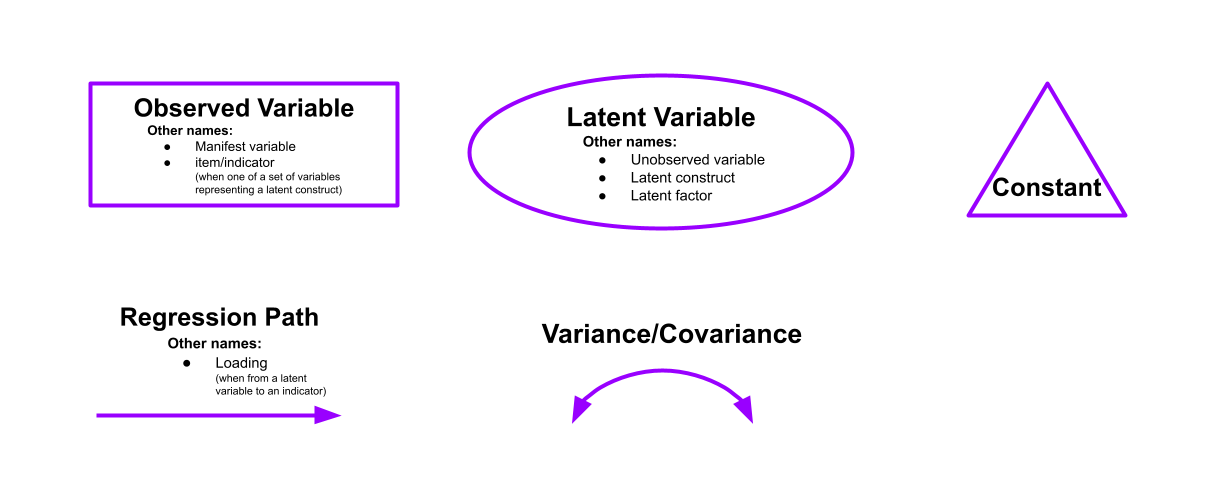 Observed Variable
Other names:
● Manifest variable
● item/indicator
(when one of a set of variables
representing a latent construct)
Latent Variable
Other names:
● Unobserved variable
● Latent construct
● Latent factor
Constant
Regression Path
Other names:
● Loading
(when from a latent
variable to an indicator)
Variance/Covariance